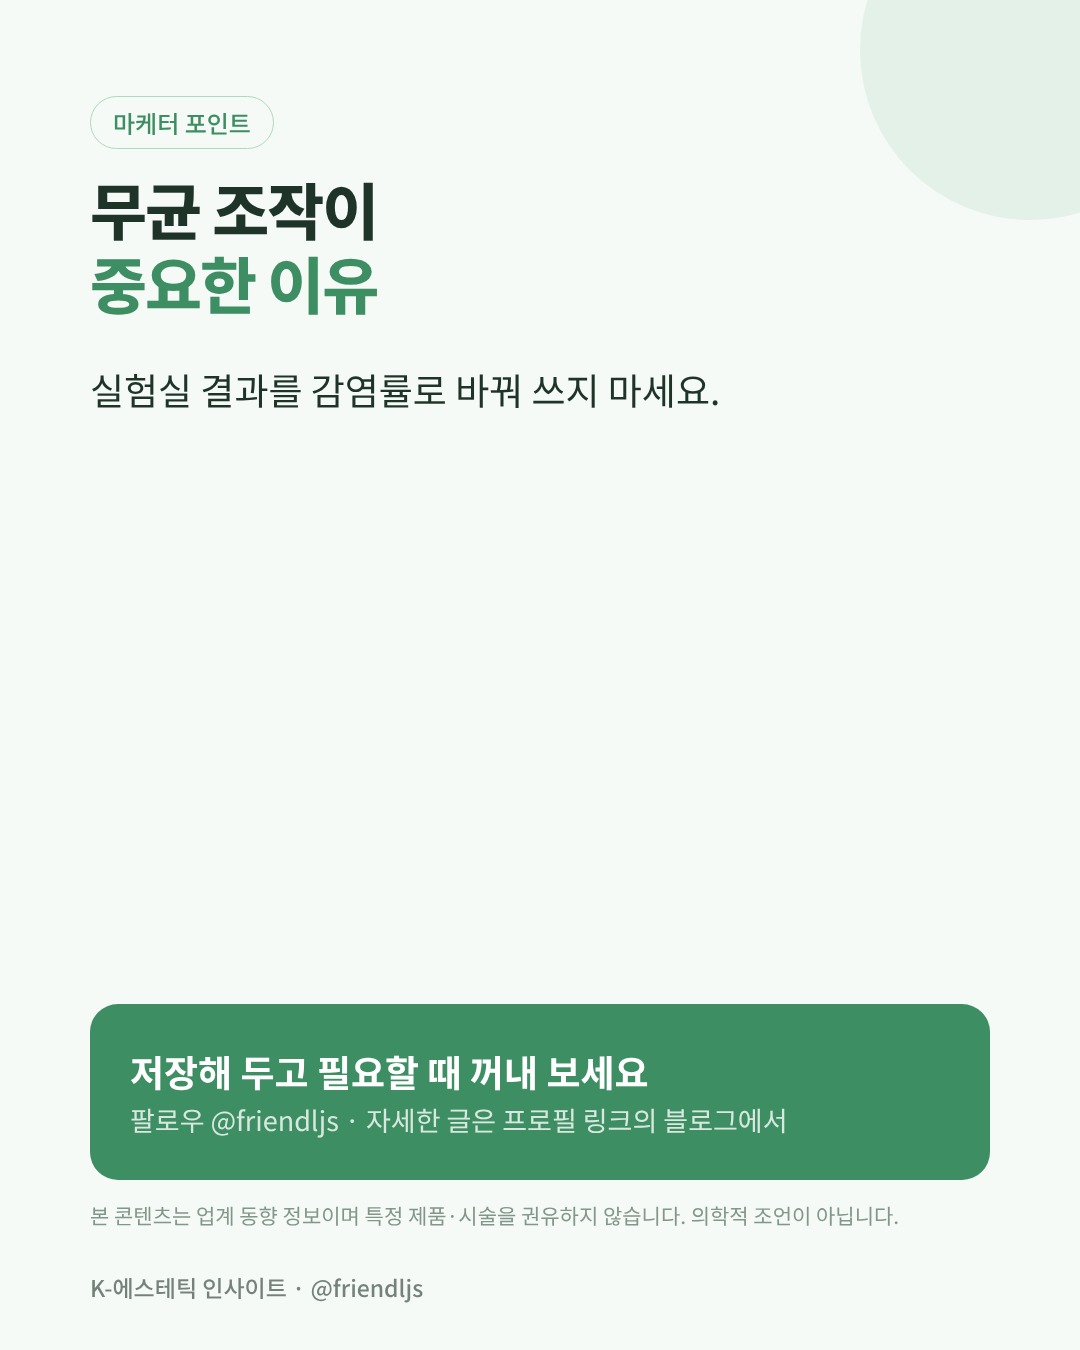 마케터 포인트
무균 조작이
중요한 이유
실험실 결과를 감염률로 바꿔 쓰지 마세요.
저장해 두고 필요할 때 꺼내 보세요
팔로우 @friendljs · 자세한 글은 프로필 링크의 블로그에서
본 콘텐츠는 업계 동향 정보이며 특정 제품·시술을 권유하지 않습니다. 의학적 조언이 아닙니다.
K-에스테틱 인사이트 · @friendljs